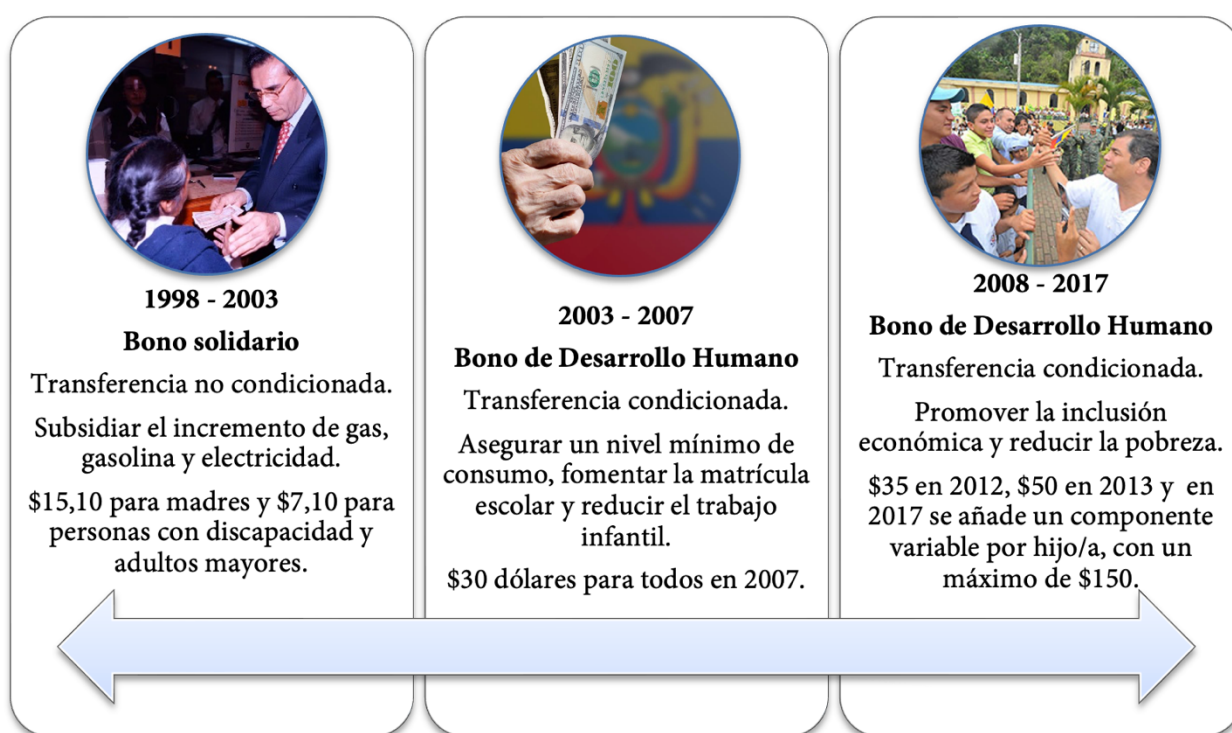 1998 - 2003
Bono solidario
Transferencia no condicionada.
Subsidiar el incremento de gas,
gasolina y electricidad.
$15,10 para madres y $7,10 para
personas con discapacidad y
adultos mayores.
2003 - 2007
Bono de Desarrollo Humano
Transferencia condicionada.
Asegurar un nivel mínimo de
consumo, fomentar la matrícula
escolar y reducir el trabajo
infantil.
$30 dólares para todos en 2007.
2008 - 2017
Bono de Desarrollo Humano
Transferencia condicionada.
Promover la inclusión
económica y reducir la pobreza.
$35 en 2012, $50 en 2013 y en
2017 se añade un componente
variable por hijo/a, con un
máximo de $150.